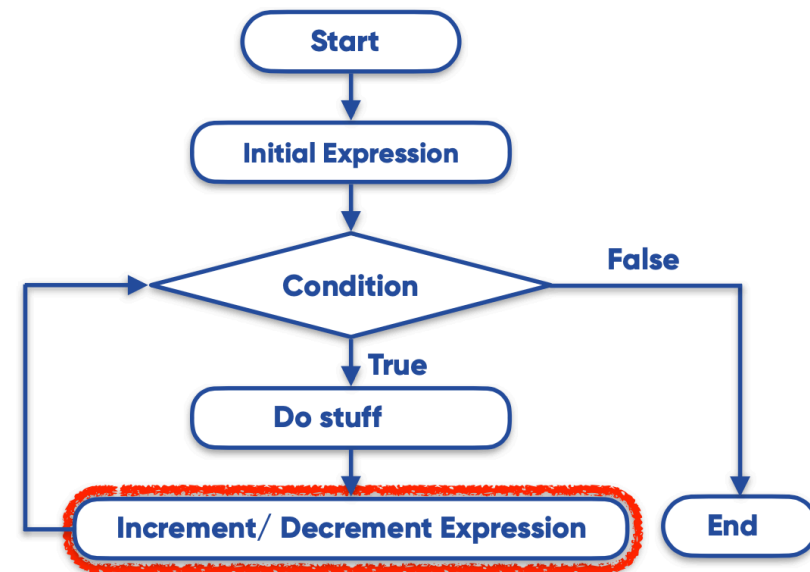 Start
Initial Expression
Condition
False
True
Do stuff
Increment/ Decrement Expression
End